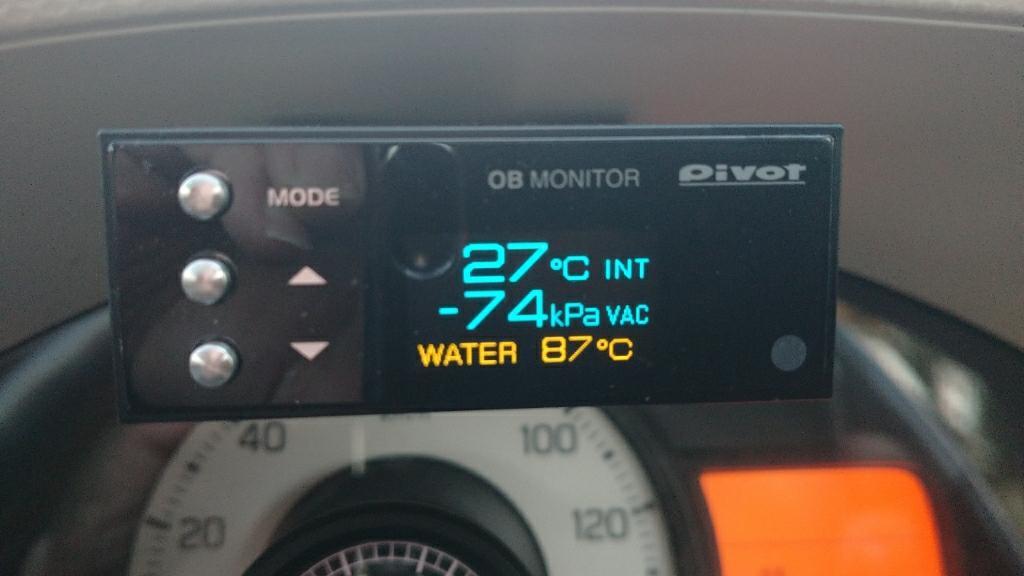 OB MONITOR Pivot
MODE
27°C INT
-74kPa VAC
WATER 87°C
40 100
20 120